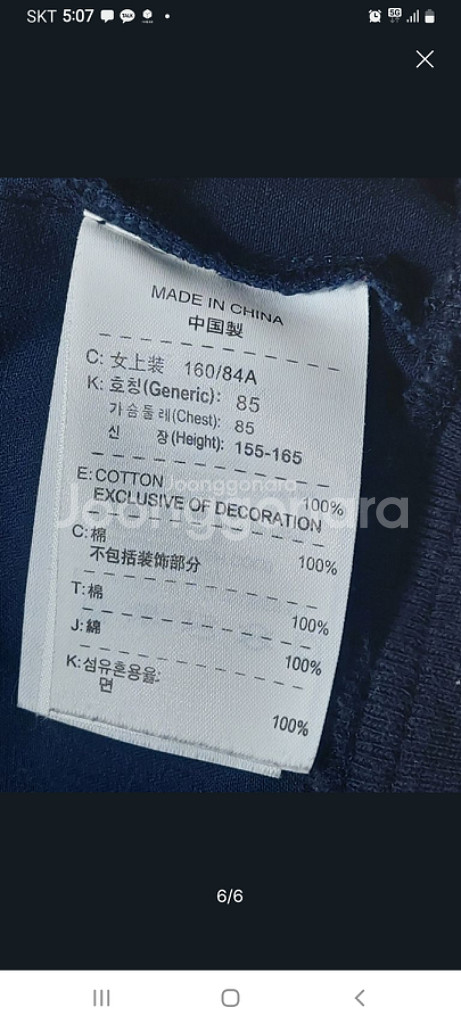 SKT 5:07
5G
MADE IN CHINA
中国製
C: 女上装 160/84A
K: 호칭(Generic): 85
가슴둘레(Chest): 85
신 장(Height): 155-165
E: COTTON 100%
EXCLUSIVE OF DECORATION
Joonggonara
Joonggonara
C: 棉 100%
不包括装饰部分
T: 棉 100%
J: 綿 100%
K: 섬유혼용율:
면 100%
6/6